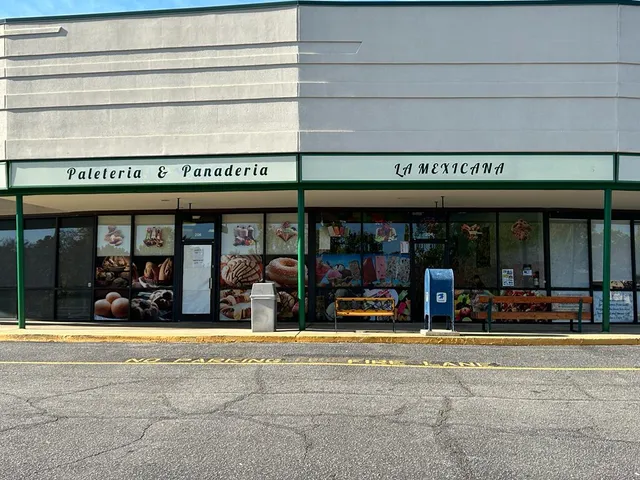 Paleteria & Panaderia
LA MEXICANA
NO PARKING FIRE LANE